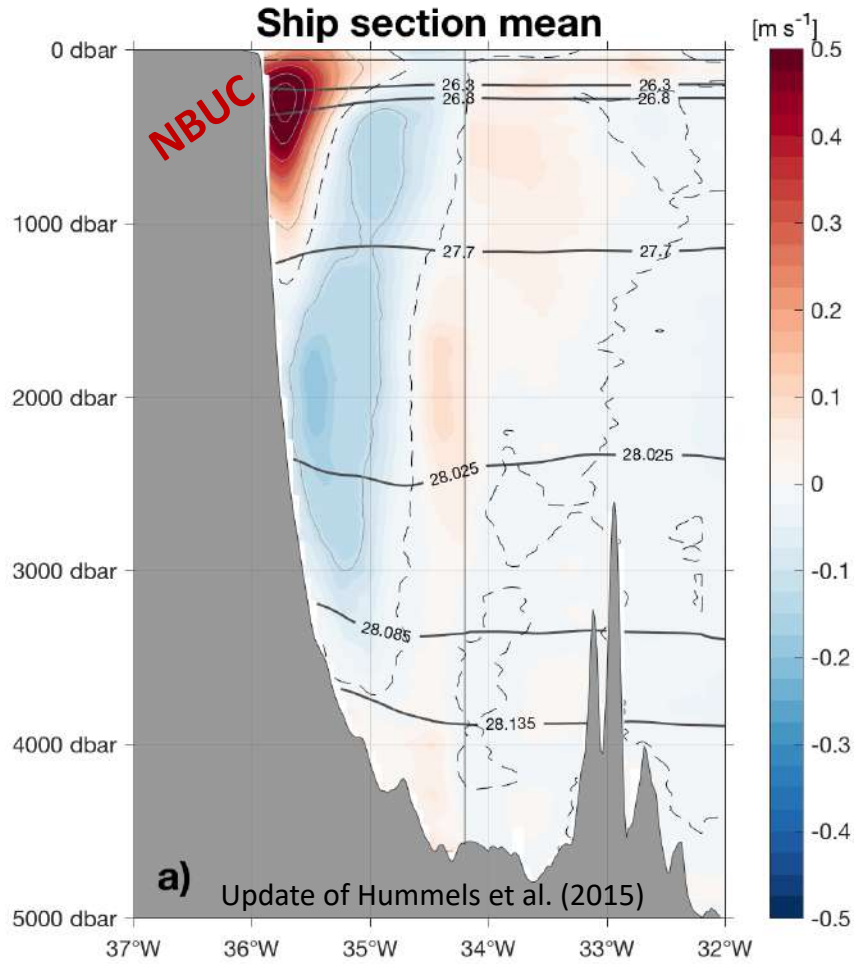 Ship section mean
[m s⁻¹]
0 dbar
1000 dbar
2000 dbar
3000 dbar
4000 dbar
5000 dbar
NBUC
26.3
26.3
26.8
26.8
27.7
27.7
28.025
28.025
28.085
28.135
0.5
0.4
0.3
0.2
0.1
0
-0.1
-0.2
-0.3
-0.4
-0.5
a)
Update of Hummels et al. (2015)
37°W
36°W
35°W
34°W
33°W
32°W